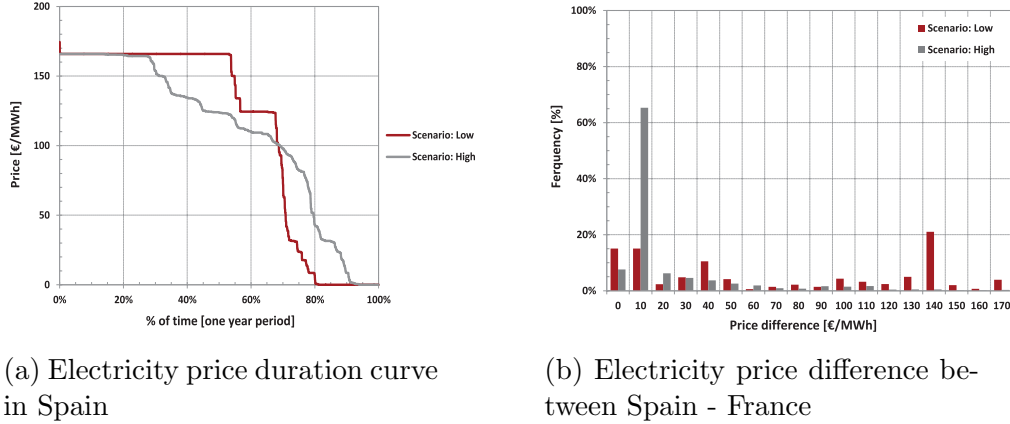 200
150
100
50
0
Price [€/MWh]
0%
20%
40%
60%
80%
100%
% of time [one year period]
Scenario: Low
Scenario: High
(a) Electricity price duration curve
in Spain
100%
80%
60%
40%
20%
0%
Ferquency [%]
Scenario: Low
Scenario: High
0 10 20 30 40 50 60 70 80 90 100 110 120 130 140 150 160 170
Price difference [€/MWh]
(b) Electricity price difference be-
tween Spain - France